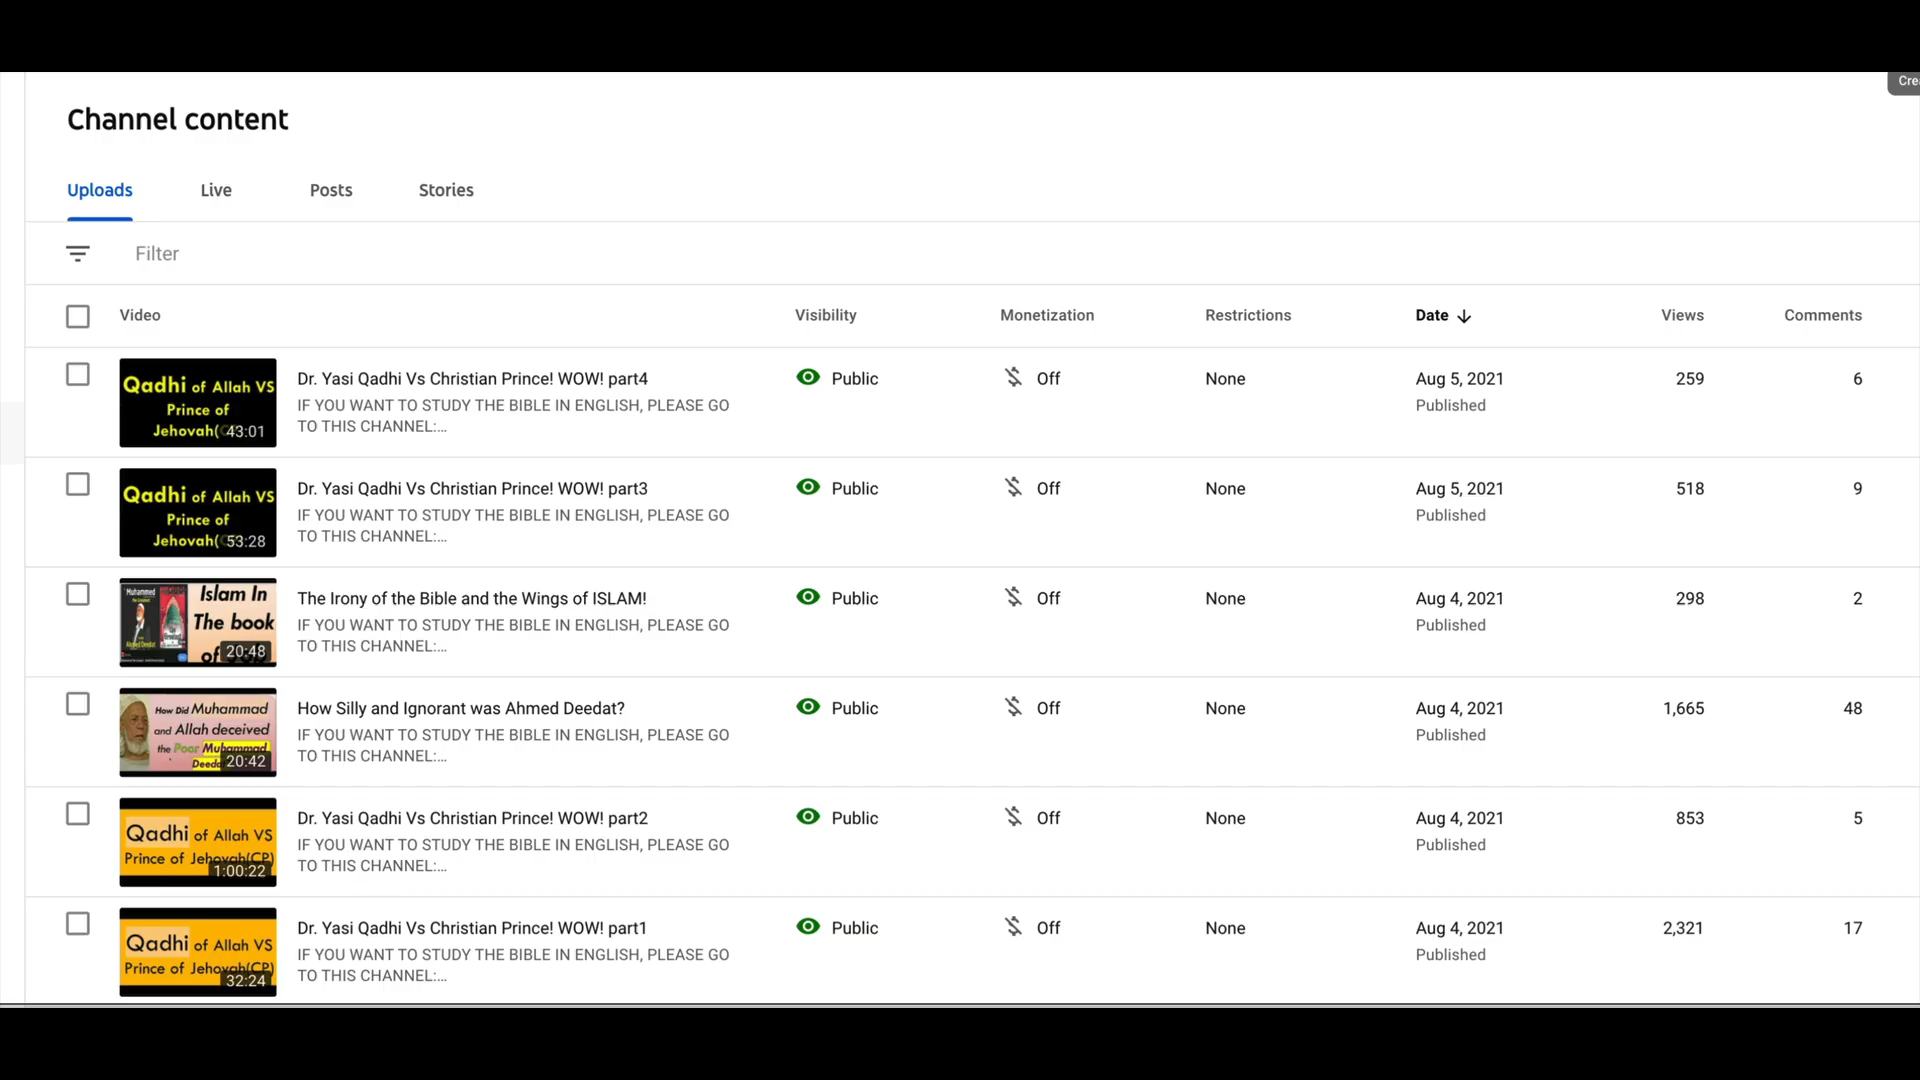 Crea
Channel content
Uploads Live Posts Stories
Filter
Video Visibility Monetization Restrictions Date Views Comments
Qadhi of Allah VS
Prince of
Jehovah( 43:01
Dr. Yasi Qadhi Vs Christian Prince! WOW! part4
IF YOU WANT TO STUDY THE BIBLE IN ENGLISH, PLEASE GO
TO THIS CHANNEL:...
Public Off None Aug 5, 2021 259 6
Published
Qadhi of Allah VS
Prince of
Jehovah( 53:28
Dr. Yasi Qadhi Vs Christian Prince! WOW! part3
IF YOU WANT TO STUDY THE BIBLE IN ENGLISH, PLEASE GO
TO THIS CHANNEL:...
Public Off None Aug 5, 2021 518 9
Published
Muhammed
Islam In
The book
of 20:48
The Irony of the Bible and the Wings of ISLAM!
IF YOU WANT TO STUDY THE BIBLE IN ENGLISH, PLEASE GO
TO THIS CHANNEL:...
Public Off None Aug 4, 2021 298 2
Published
How Did Muhammad
and Allah deceived
the Poor Muhammad
Deeda 20:42
How Silly and Ignorant was Ahmed Deedat?
IF YOU WANT TO STUDY THE BIBLE IN ENGLISH, PLEASE GO
TO THIS CHANNEL:...
Public Off None Aug 4, 2021 1,665 48
Published
Qadhi of Allah VS
Prince of Jehovah(CP)
1:00:22
Dr. Yasi Qadhi Vs Christian Prince! WOW! part2
IF YOU WANT TO STUDY THE BIBLE IN ENGLISH, PLEASE GO
TO THIS CHANNEL:...
Public Off None Aug 4, 2021 853 5
Published
Qadhi of Allah VS
Prince of Jehovah(CP)
32:24
Dr. Yasi Qadhi Vs Christian Prince! WOW! part1
IF YOU WANT TO STUDY THE BIBLE IN ENGLISH, PLEASE GO
TO THIS CHANNEL:...
Public Off None Aug 4, 2021 2,321 17
Published